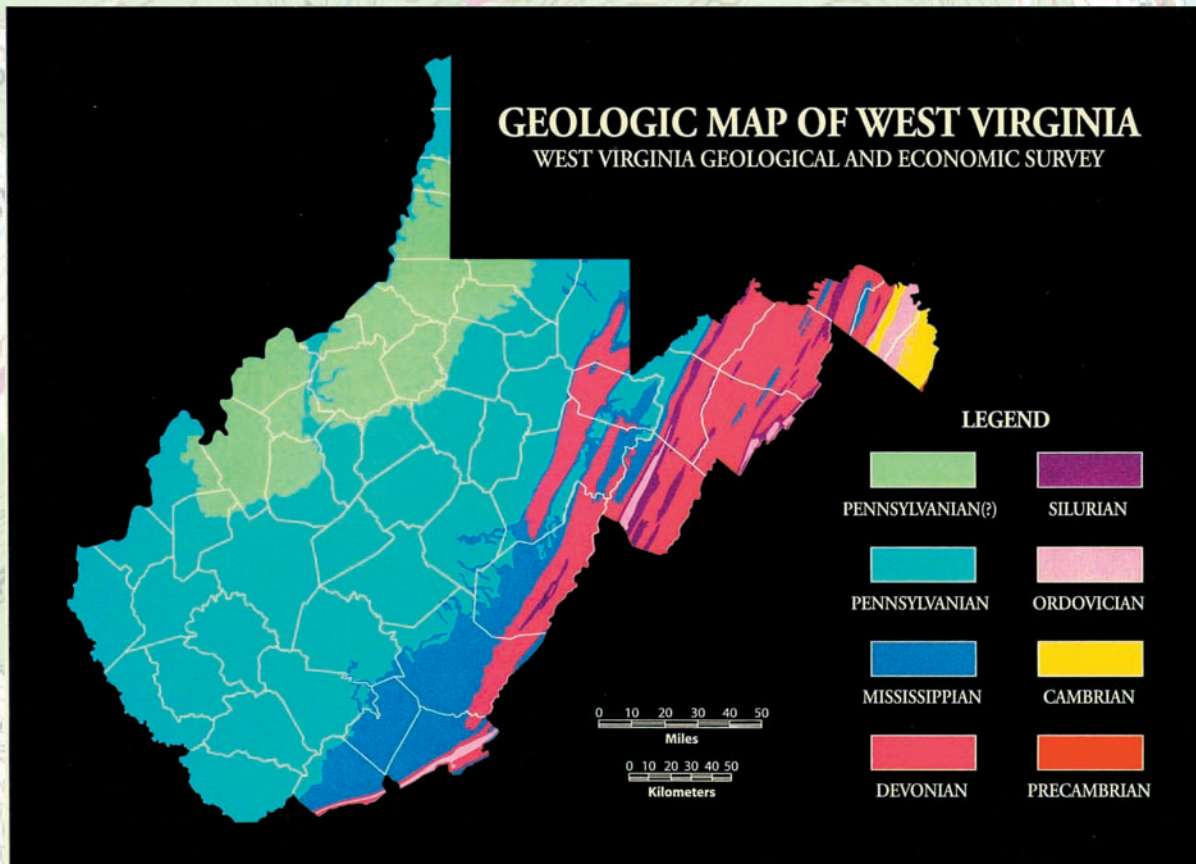 GEOLOGIC MAP OF WEST VIRGINIA
WEST VIRGINIA GEOLOGICAL AND ECONOMIC SURVEY
LEGEND
PENNSYLVANIAN(?)
SILURIAN
PENNSYLVANIAN
ORDOVICIAN
MISSISSIPPIAN
CAMBRIAN
DEVONIAN
PRECAMBRIAN
0 10 20 30 40 50
Miles
0 10 20 30 40 50
Kilometers